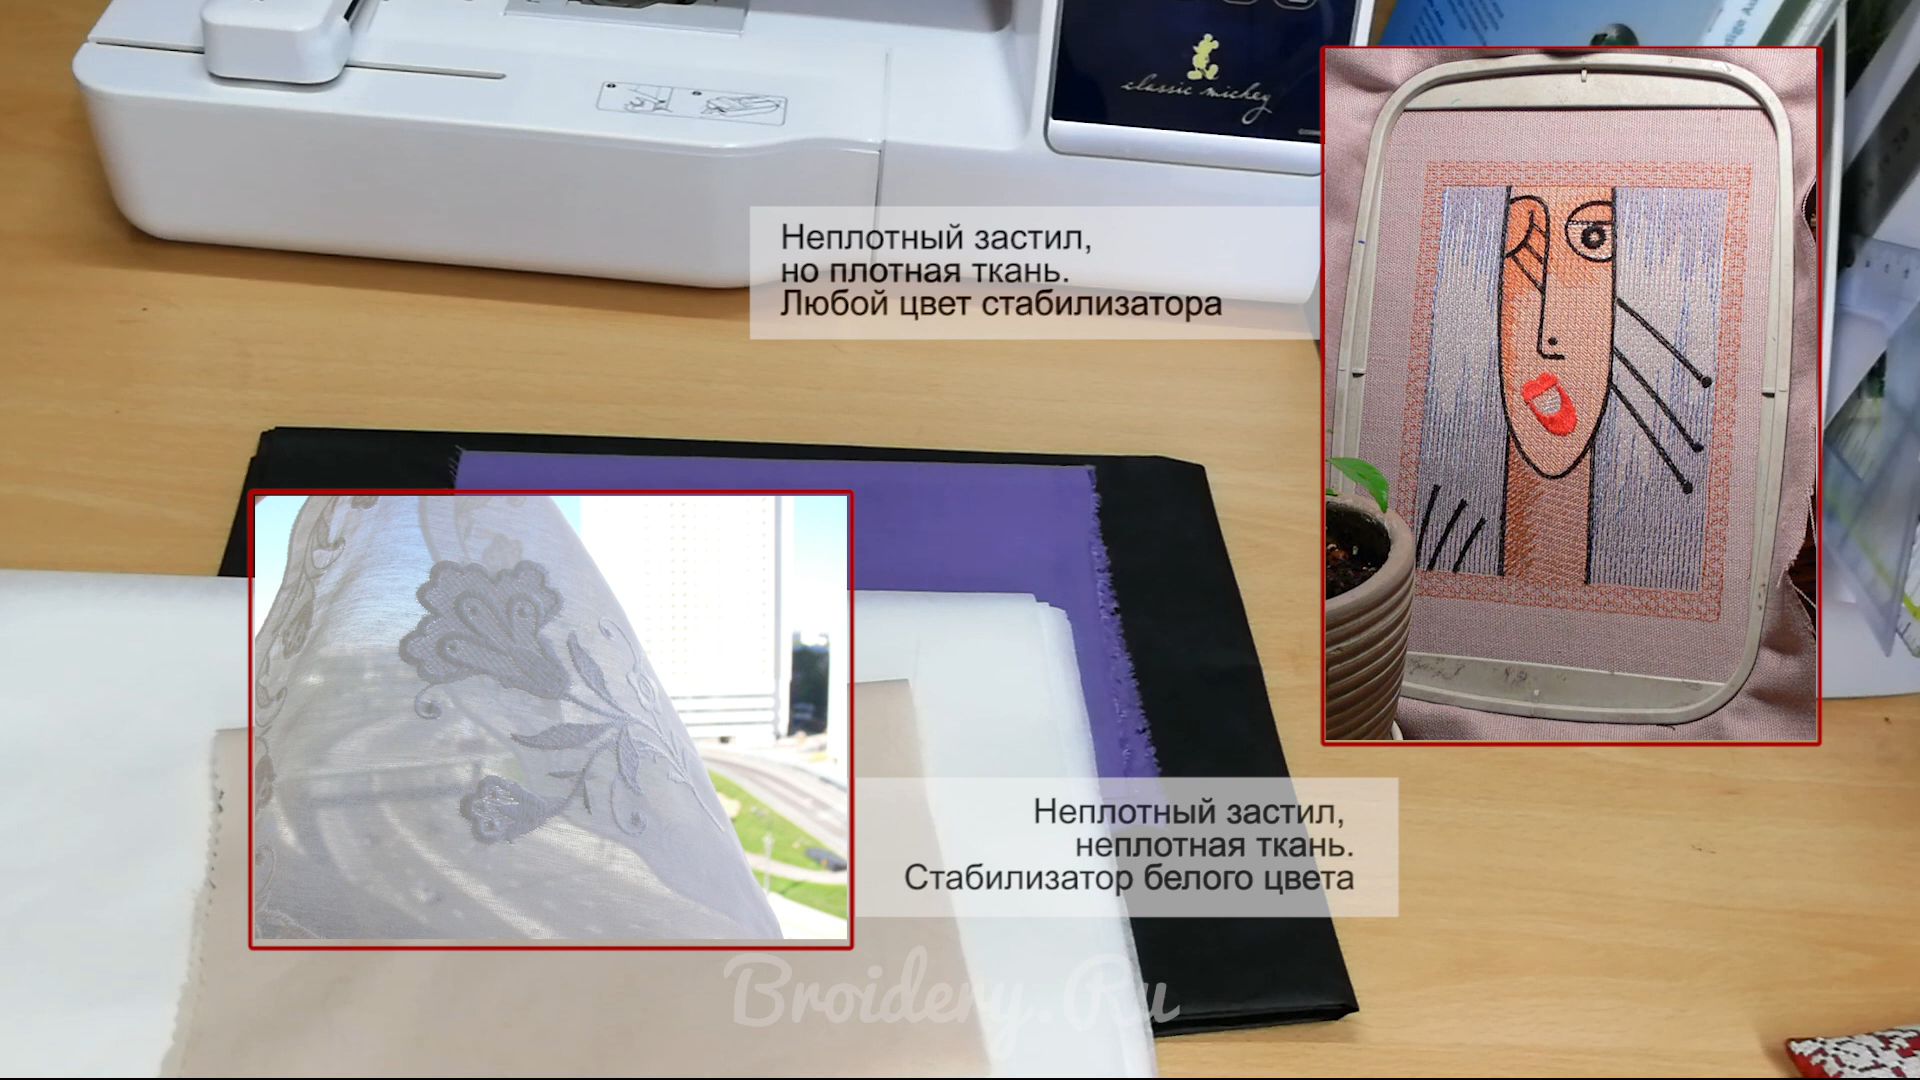 classic mickey
Неплотный застил,
но плотная ткань.
Любой цвет стабилизатора
Неплотный застил,
неплотная ткань.
Стабилизатор белого цвета
Broidery.Ru